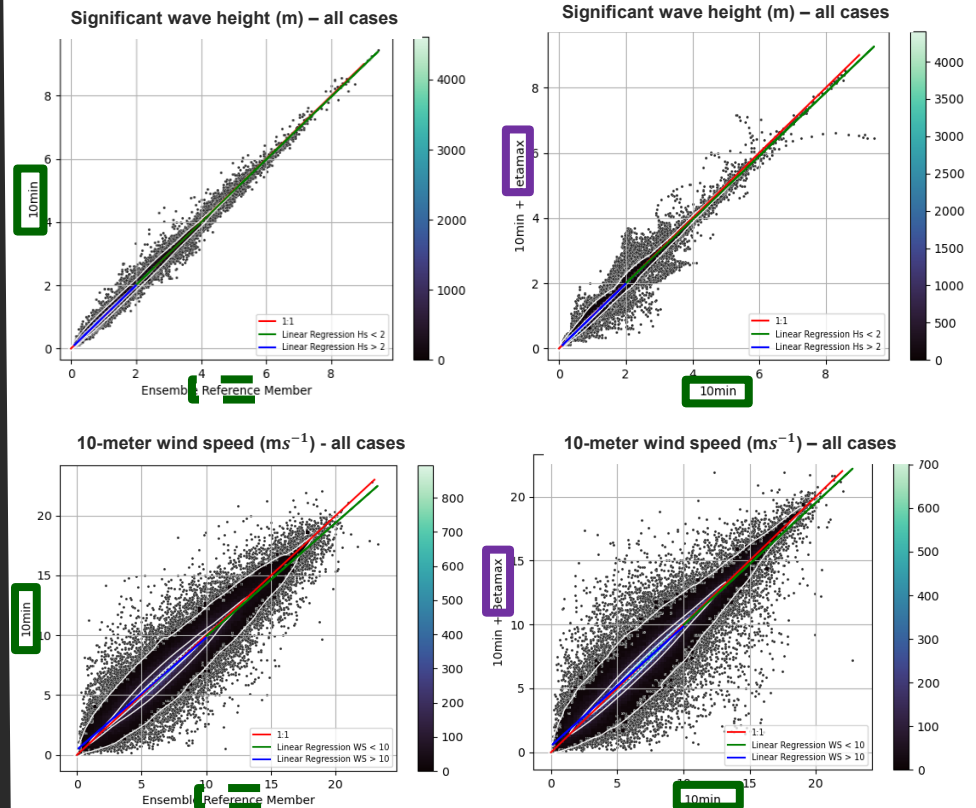 Significant wave height (m) – all cases
8
6
4
2
0
10min
4000
3000
2000
1000
0
1:1
Linear Regression Hs < 2
Linear Regression Hs > 2
0 2 4 6 8
Ensemble Reference Member
Significant wave height (m) – all cases
8
6
4
2
0
10min + etamax
4000
3500
3000
2500
2000
1500
1000
500
0
1:1
Linear Regression Hs < 2
Linear Regression Hs > 2
0 2 4 6 8
10min
10-meter wind speed (ms⁻¹) - all cases
20
15
10
5
0
10min
800
700
600
500
400
300
200
100
0
1:1
Linear Regression WS < 10
Linear Regression WS > 10
0 5 10 15 20
Ensemble Reference Member
10-meter wind speed (ms⁻¹) – all cases
20
15
10
5
0
10min + Betamax
700
600
500
400
300
200
100
0
1:1
Linear Regression WS < 10
Linear Regression WS > 10
0 5 10 15 20
10min